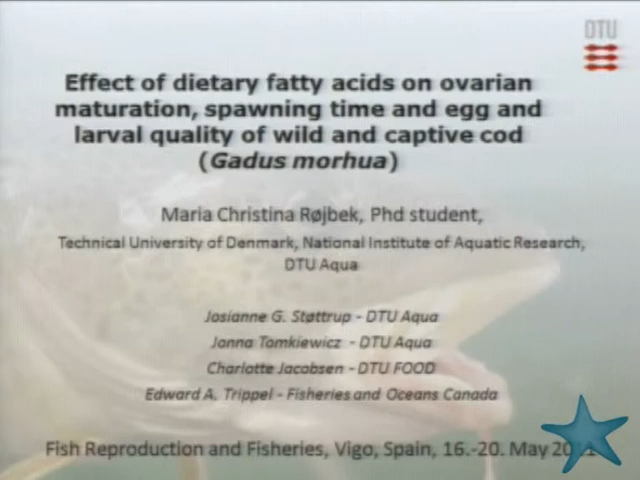 DTU
Effect of dietary fatty acids on ovarian
maturation, spawning time and egg and
larval quality of wild and captive cod
(Gadus morhua)
Maria Christina Røjbek, Phd student,
Technical University of Denmark, National Institute of Aquatic Research,
DTU Aqua
Josianne G. Støttrup - DTU Aqua
Jonna Tomkiewicz - DTU Aqua
Charlotte Jacobsen - DTU FOOD
Edward A. Trippel - Fisheries and Oceans Canada
Fish Reproduction and Fisheries, Vigo, Spain, 16.-20. May 2011